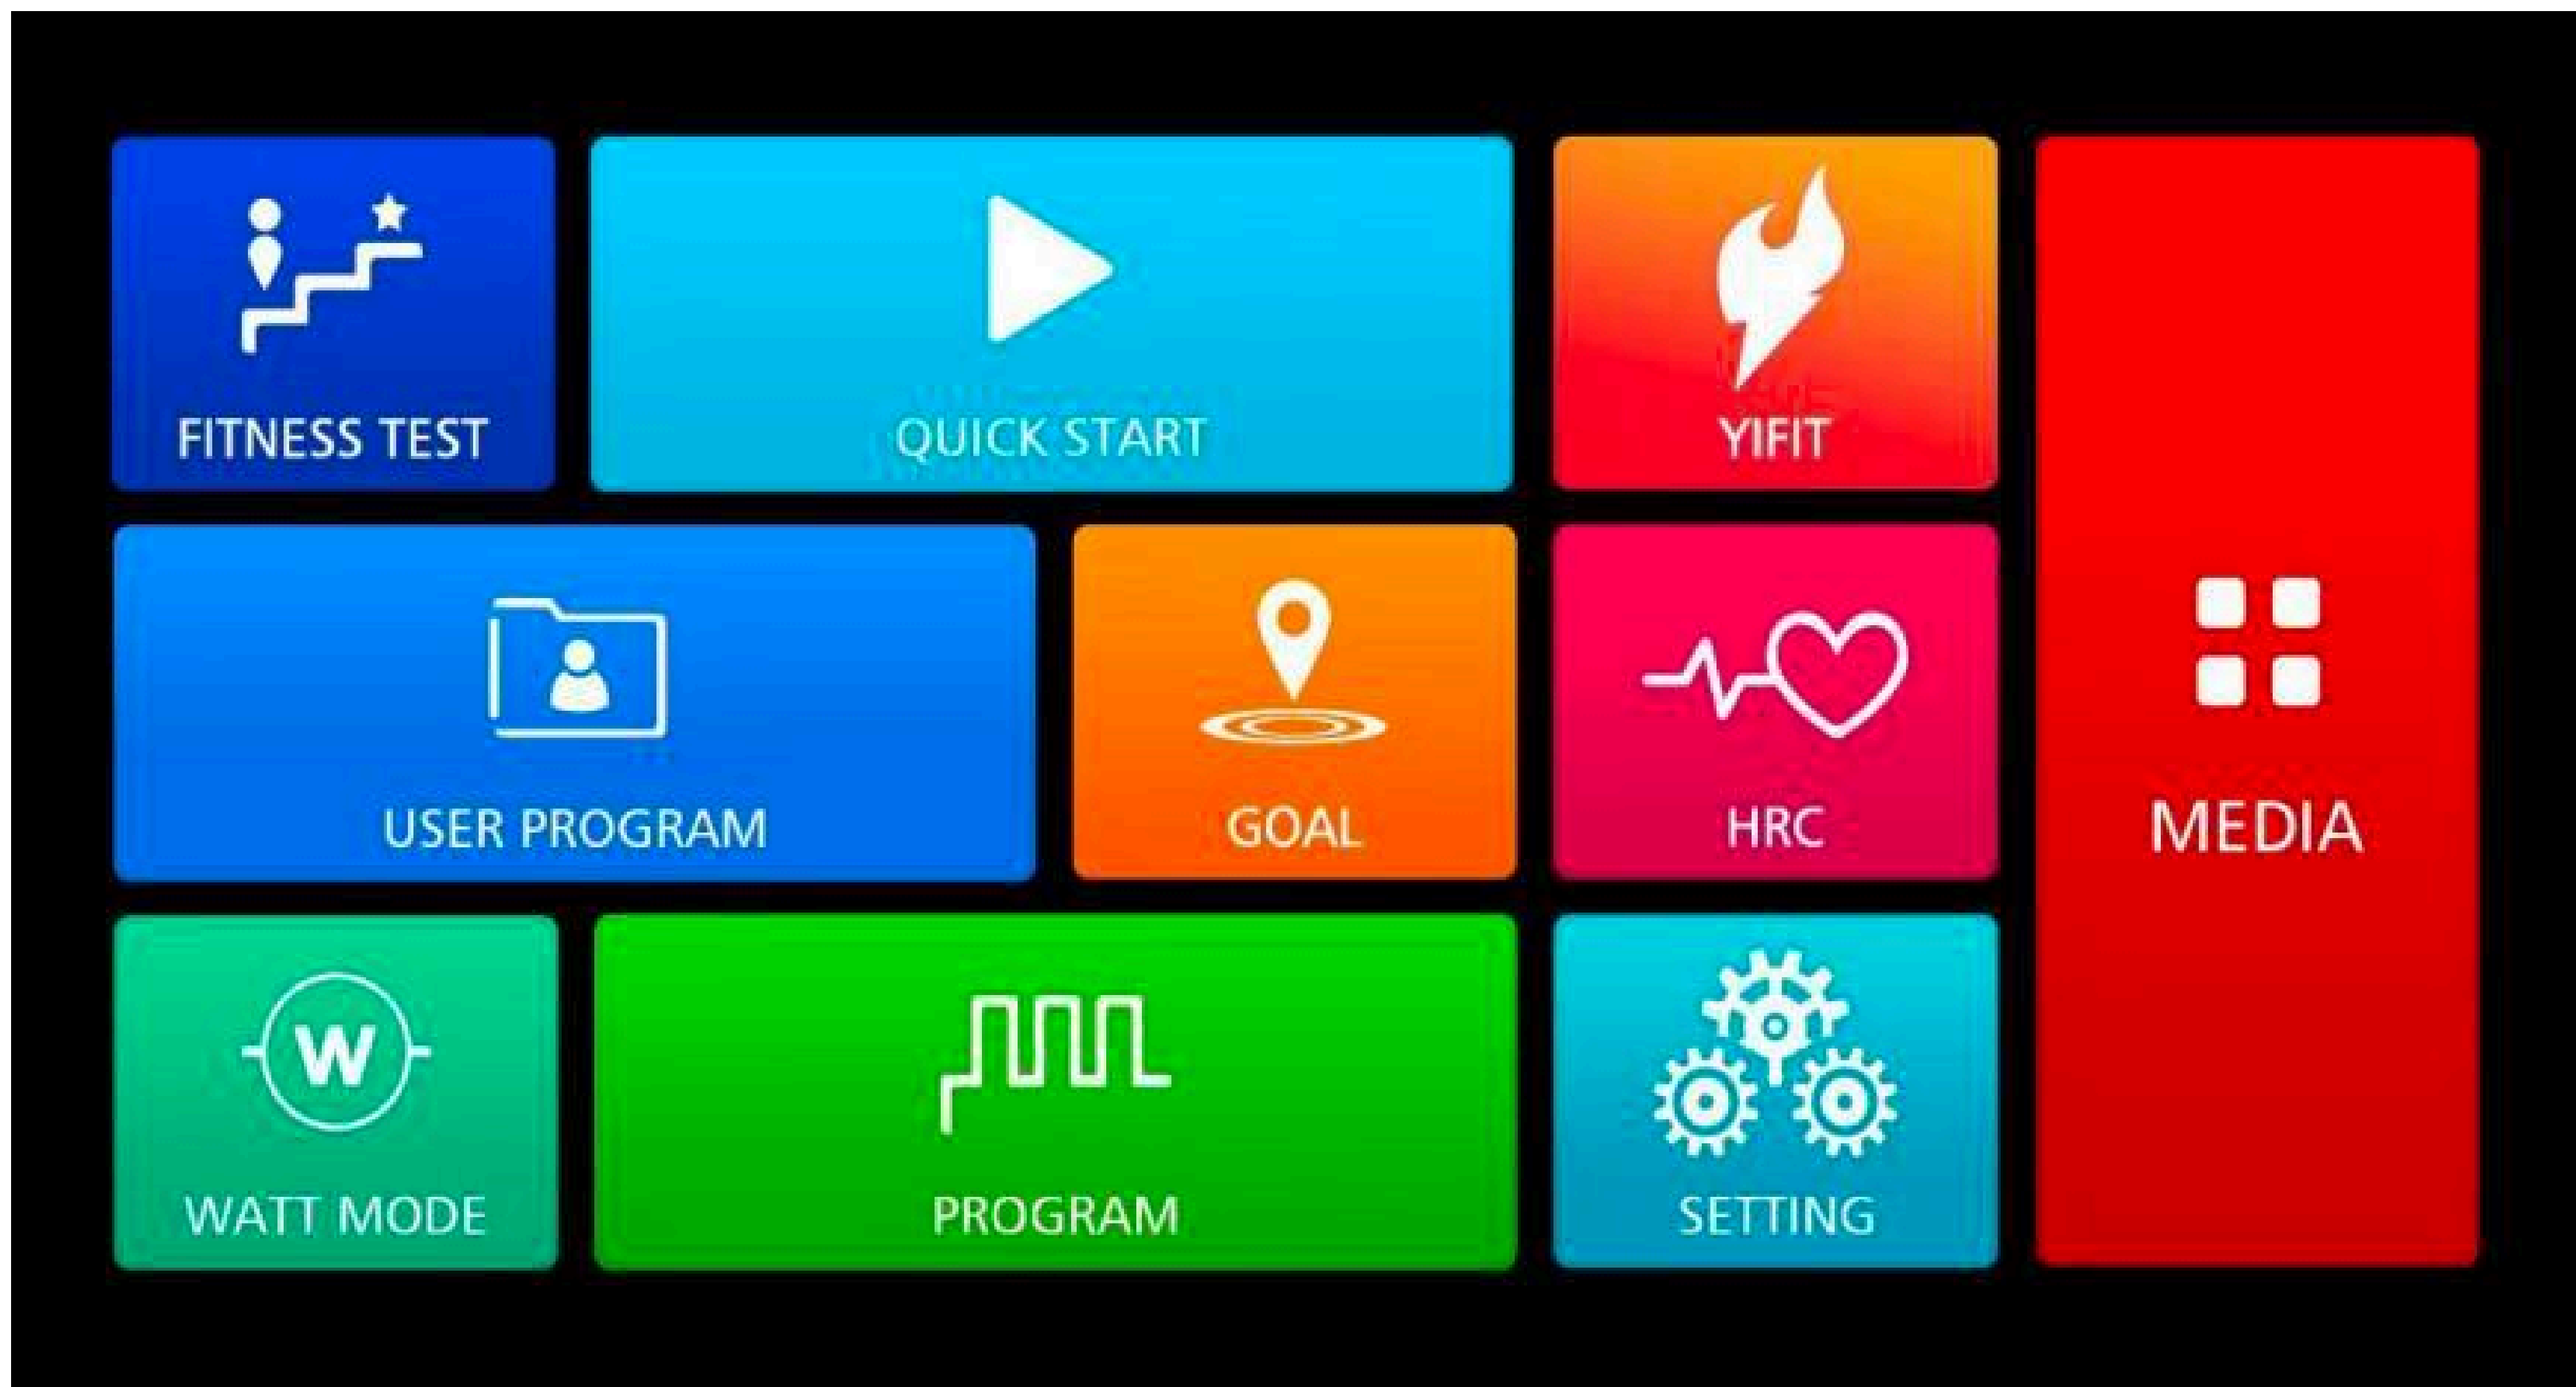 FITNESS TEST
QUICK START
YIFIT
USER PROGRAM
GOAL
HRC
MEDIA
W
WATT MODE
PROGRAM
SETTING